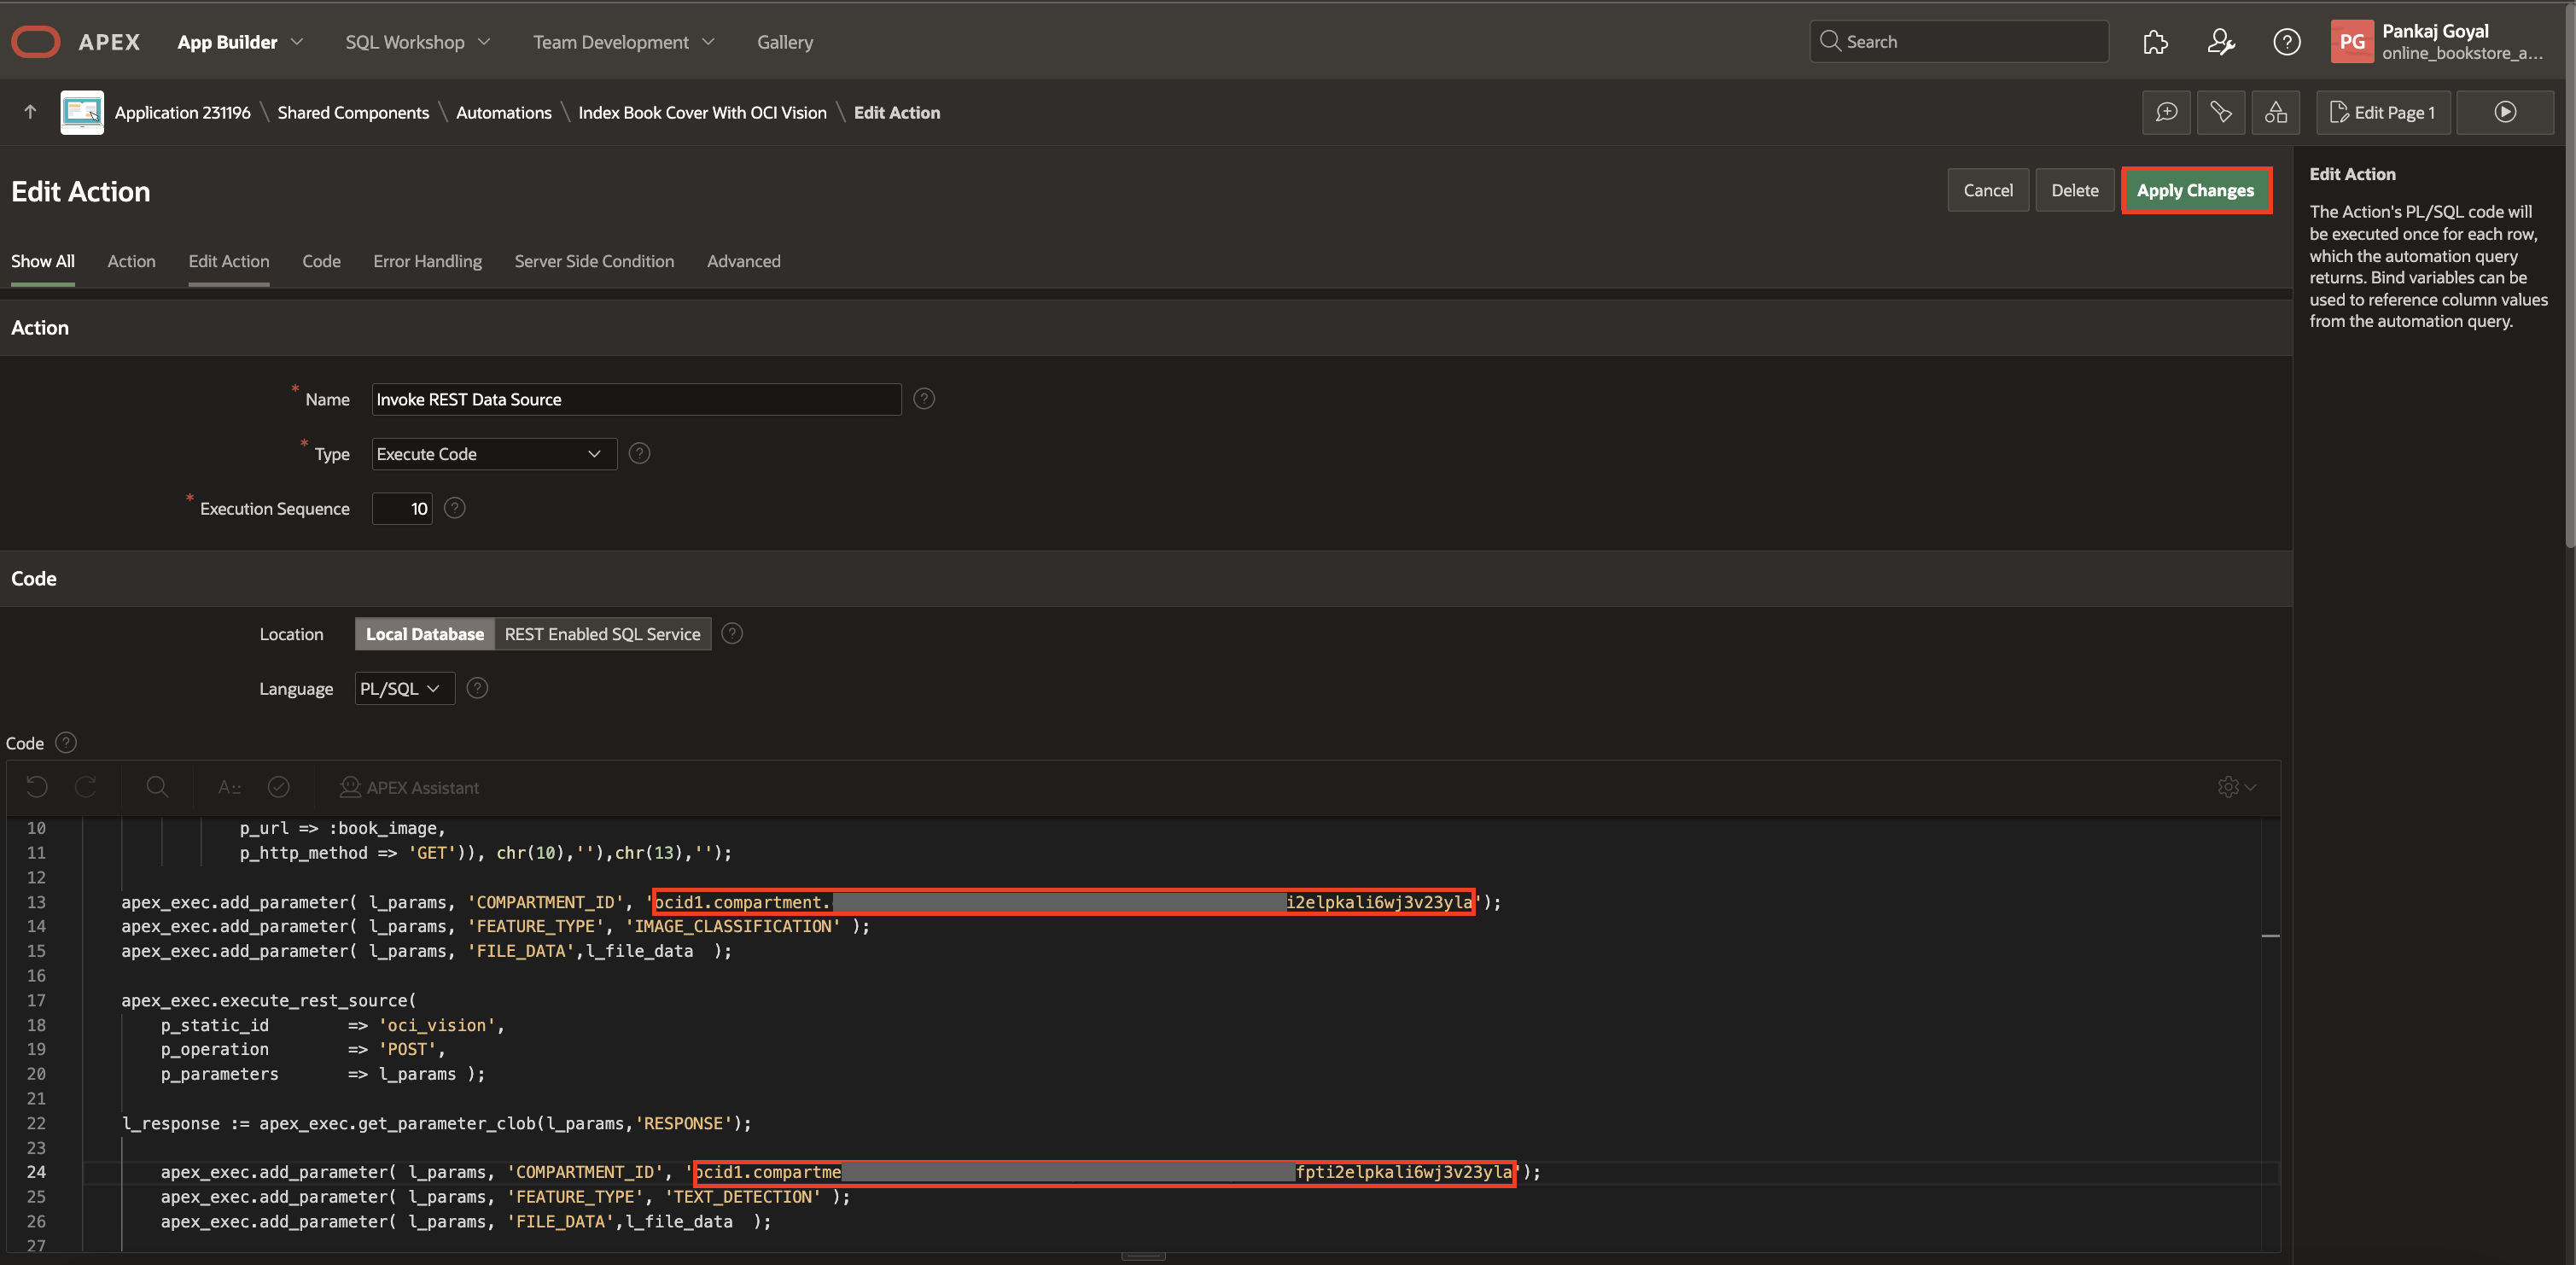 APEX App Builder SQL Workshop Team Development Gallery Search PG Pankaj Goyal
online_bookstore_a...
Application 231196 \ Shared Components \ Automations \ Index Book Cover With OCI Vision \ Edit Action Edit Page 1
Edit Action
Cancel Delete Apply Changes
Show All Action Edit Action Code Error Handling Server Side Condition Advanced
Action
* Name Invoke REST Data Source ?
* Type Execute Code ?
* Execution Sequence 10 ?
Code
Location Local Database REST Enabled SQL Service ?
Language PL/SQL ?
Code ?
APEX Assistant
10 p_url => :book_image,
11 p_http_method => 'GET')), chr(10),''),chr(13),'');
12
13 apex_exec.add_parameter( l_params, 'COMPARTMENT_ID', 'ocid1.compartment. i2elpkali6wj3v23yla');
14 apex_exec.add_parameter( l_params, 'FEATURE_TYPE', 'IMAGE_CLASSIFICATION' );
15 apex_exec.add_parameter( l_params, 'FILE_DATA',l_file_data );
16
17 apex_exec.execute_rest_source(
18 p_static_id => 'oci_vision',
19 p_operation => 'POST',
20 p_parameters => l_params );
21
22 l_response := apex_exec.get_parameter_clob(l_params,'RESPONSE');
23
24 apex_exec.add_parameter( l_params, 'COMPARTMENT_ID', 'ocid1.compartme fpti2elpkali6wj3v23yla');
25 apex_exec.add_parameter( l_params, 'FEATURE_TYPE', 'TEXT_DETECTION' );
26 apex_exec.add_parameter( l_params, 'FILE_DATA',l_file_data );
27
Edit Action
The Action's PL/SQL code will
be executed once for each row,
which the automation query
returns. Bind variables can be
used to reference column values
from the automation query.